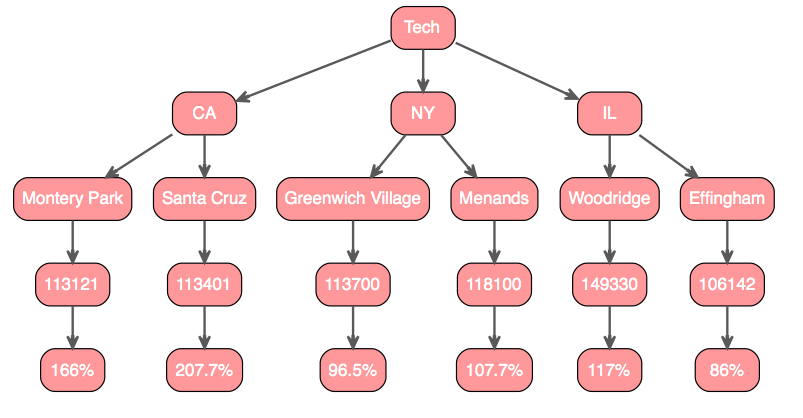 Tech
CA
NY
IL
Montery Park
Santa Cruz
Greenwich Village
Menands
Woodridge
Effingham
113121
113401
113700
118100
149330
106142
166%
207.7%
96.5%
107.7%
117%
86%